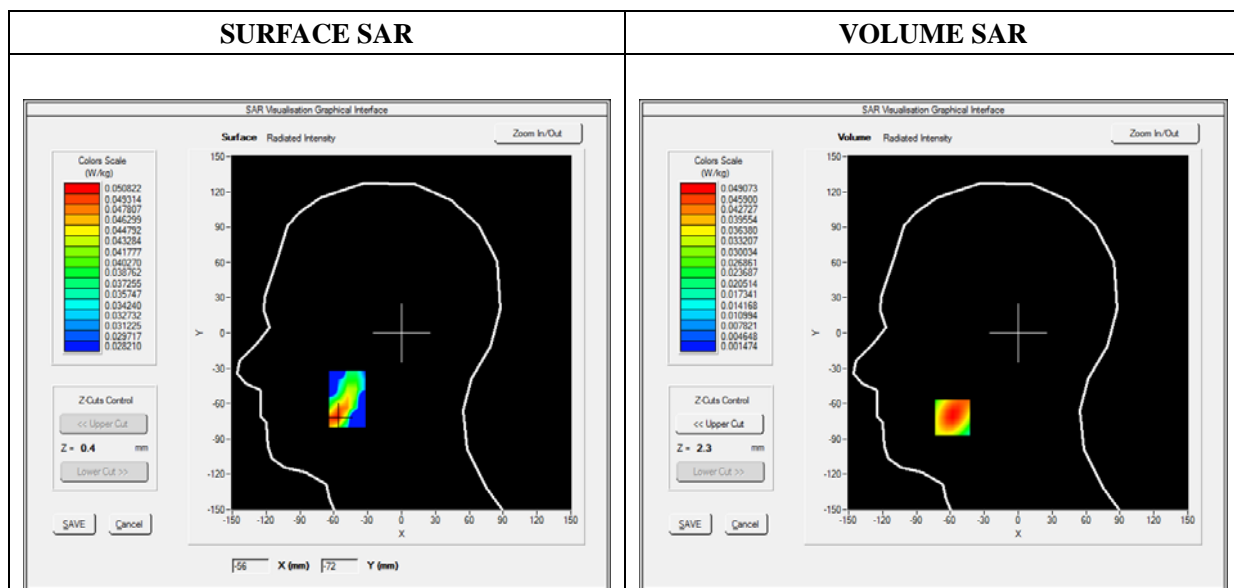 SURFACE SAR
VOLUME SAR
SAR Visualisation Graphical Interface
Surface Radiated Intensity
Zoom In/Out
Colors Scale
(W/kg)
0.050822
0.049314
0.047807
0.046299
0.044792
0.043284
0.041777
0.040270
0.038762
0.037255
0.035747
0.034240
0.032732
0.031225
0.029717
0.028210
Z-Cuts Control
<< Upper Cut
Z = 0.4 mm
Lower Cut >>
SAVE Cancel
150
120
90
60
30
0
-30
-60
-90
-120
-150
Y
-150 -120 -90 -60 -30 0 30 60 90 120 150
X
-56 X (mm) -72 Y (mm)
SAR Visualisation Graphical Interface
Volume Radiated Intensity
Zoom In/Out
Colors Scale
(W/kg)
0.049073
0.045900
0.042727
0.039554
0.036380
0.033207
0.030034
0.026861
0.023687
0.020514
0.017341
0.014168
0.010994
0.007821
0.004648
0.001474
Z-Cuts Control
<< Upper Cut
Z = 2.3 mm
Lower Cut >>
SAVE Cancel
150
120
90
60
30
0
-30
-60
-90
-120
-150
Y
-150 -120 -90 -60 -30 0 30 60 90 120 150
X